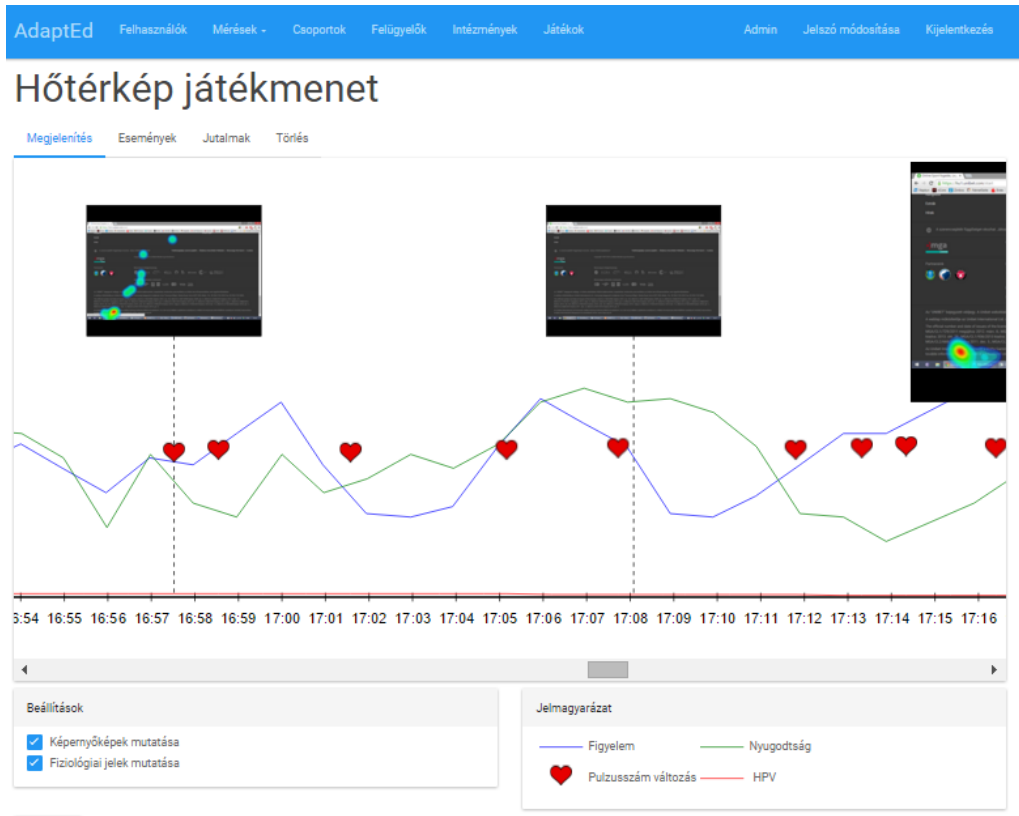 AdaptEd Felhasználók Mérések Csoportok Felügyelők Intézmények Játékok Admin Jelszó módosítása Kijelentkezés
Hőtérkép játékmenet
Megjelenítés Események Jutalmak Törlés
6:54 16:55 16:56 16:57 16:58 16:59 17:00 17:01 17:02 17:03 17:04 17:05 17:06 17:07 17:08 17:09 17:10 17:11 17:12 17:13 17:14 17:15 17:16
Beállítások
Képernyőképek mutatása
Fiziológiai jelek mutatása
Jelmagyarázat
Figyelem Nyugodtság
Pulzusszám változás HPV